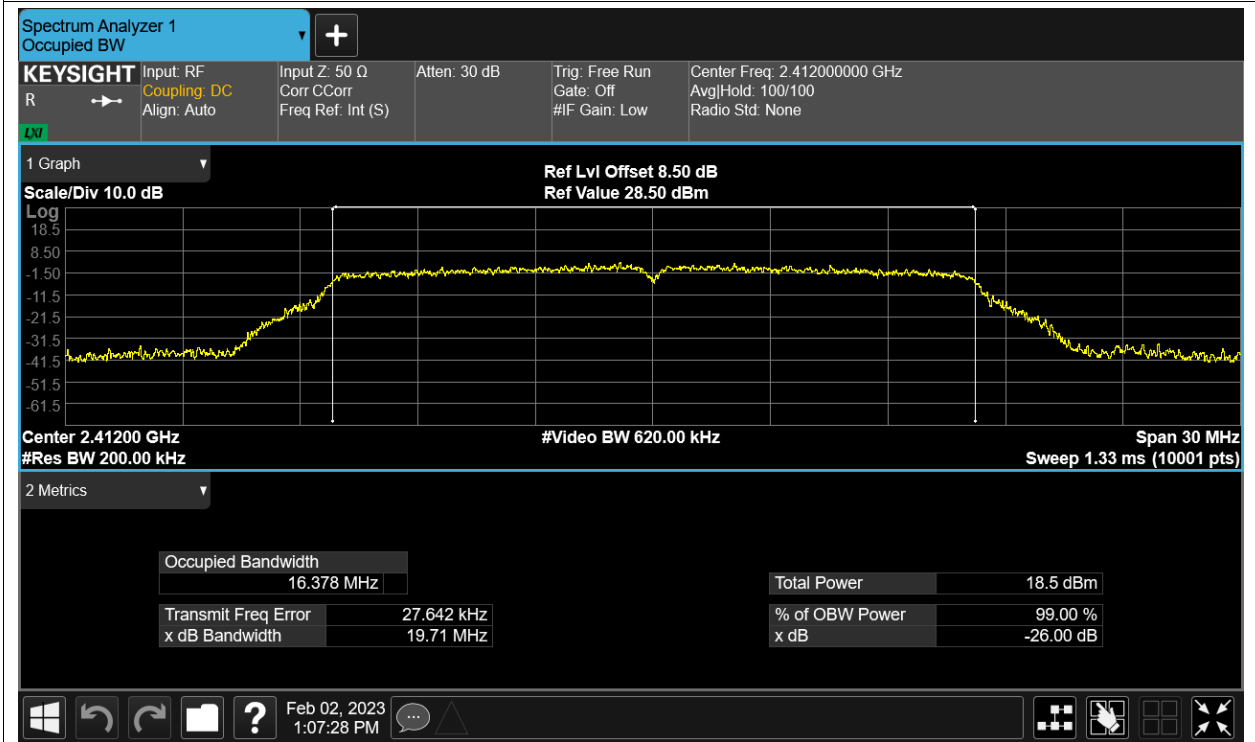 Spectrum Analyzer 1
Occupied BW
KEYSIGHT
R
LXI
Input: RF
Coupling: DC
Align: Auto
Input Z: 50 Ω
Corr CCorr
Freq Ref: Int (S)
Atten: 30 dB
Trig: Free Run
Gate: Off
#IF Gain: Low
Center Freq: 2.412000000 GHz
Avg|Hold: 100/100
Radio Std: None
1 Graph
Scale/Div 10.0 dB
Ref Lvl Offset 8.50 dB
Ref Value 28.50 dBm
Log
18.5
8.50
-1.50
-11.5
-21.5
-31.5
-41.5
-51.5
-61.5
Center 2.41200 GHz
#Video BW 620.00 kHz
Span 30 MHz
#Res BW 200.00 kHz
Sweep 1.33 ms (10001 pts)
2 Metrics
Occupied Bandwidth
16.378 MHz
Total Power 18.5 dBm
Transmit Freq Error 27.642 kHz
% of OBW Power 99.00 %
x dB Bandwidth 19.71 MHz
x dB -26.00 dB
?
Feb 02, 2023
1:07:28 PM